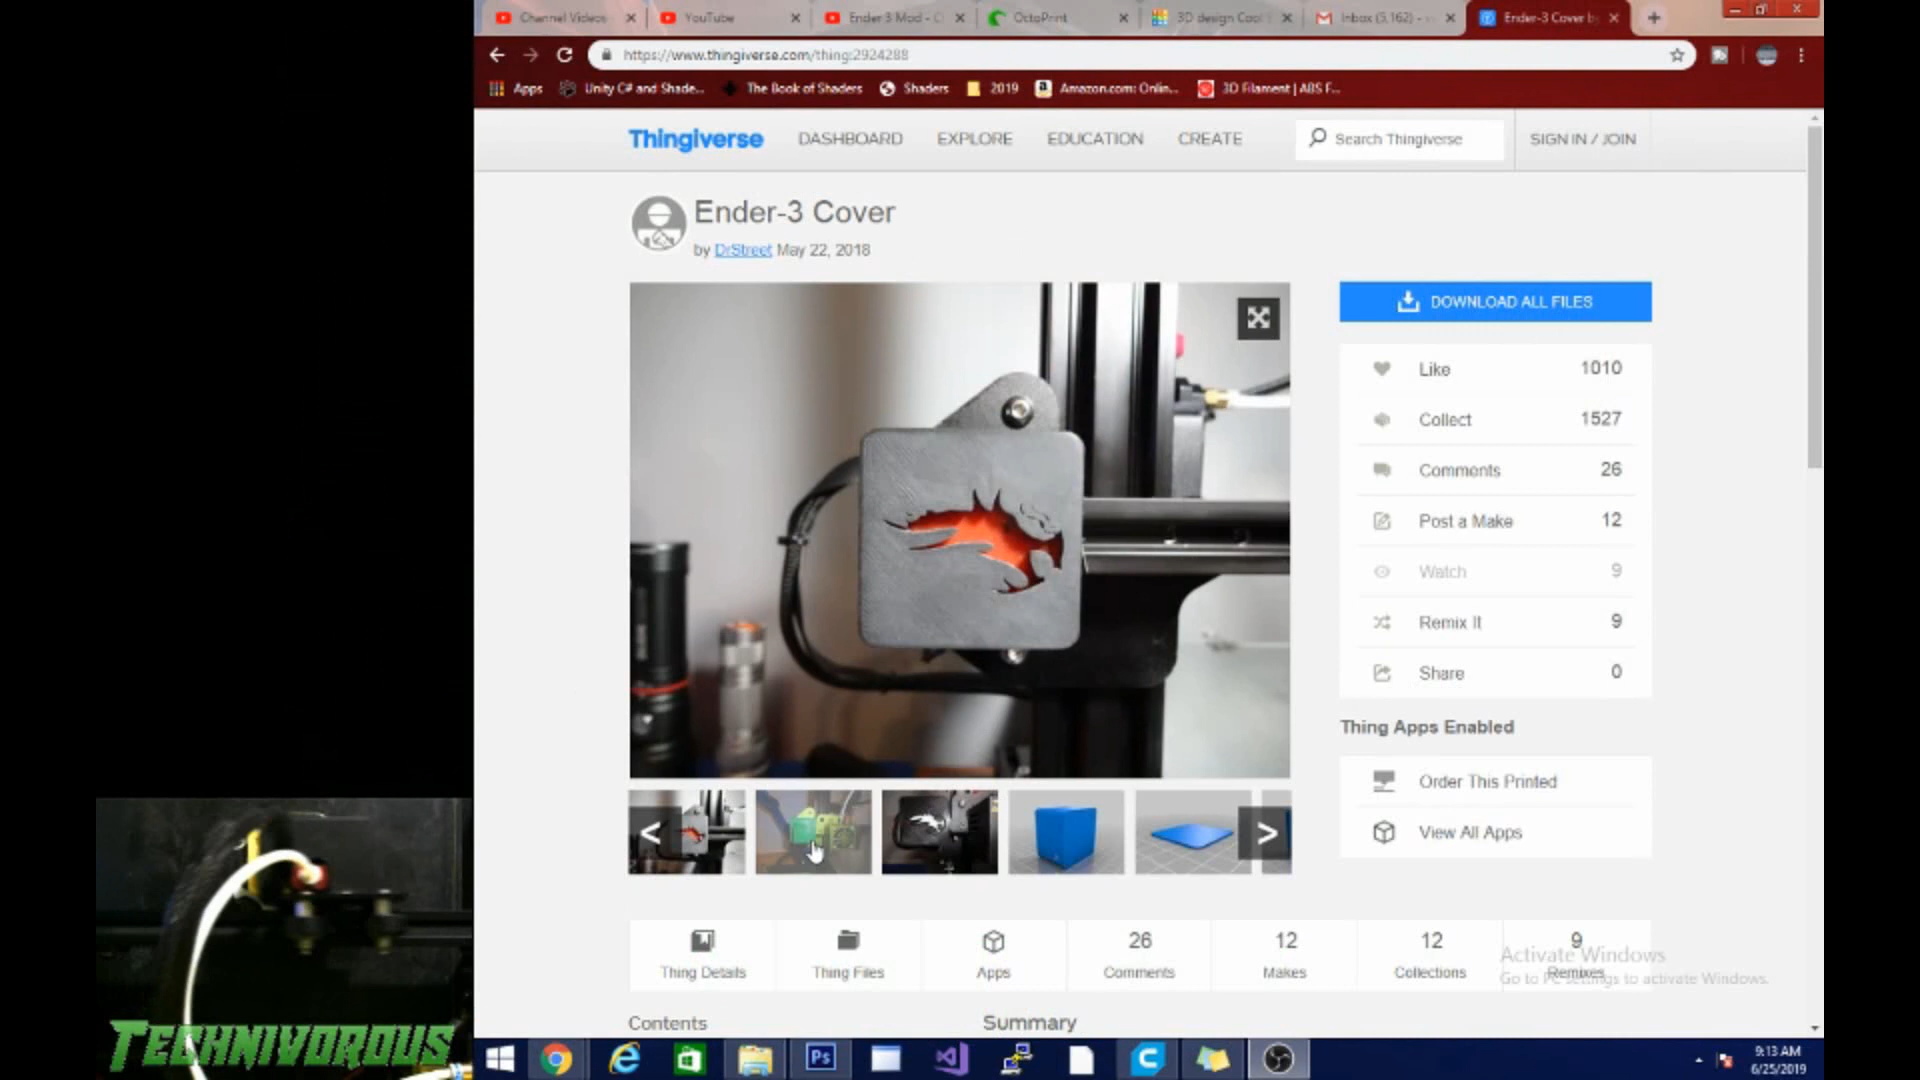 Channel Videos
YouTube
Ender 3 Mod - C
OctoPrint
3D design Cool
Inbox (5,162) -
Ender-3 Cover by
https://www.thingiverse.com/thing:2924288
Apps
Unity C# and Shade...
The Book of Shaders
Shaders
2019
Amazon.com: Onlin...
3D Filament | ABS F...
Thingiverse
DASHBOARD
EXPLORE
EDUCATION
CREATE
Search Thingiverse
SIGN IN / JOIN
Ender-3 Cover
by DrStreet May 22, 2018
DOWNLOAD ALL FILES
Like 1010
Collect 1527
Comments 26
Post a Make 12
Watch 9
Remix It 9
Share 0
Thing Apps Enabled
Order This Printed
View All Apps
Thing Details
Thing Files
Apps
26
Comments
12
Makes
12
Collections
9
Remixes
Activate Windows
Go to PC settings to activate Windows.
Contents
Summary
TECHNIVOROUS
Ps
9:13 AM
6/25/2019